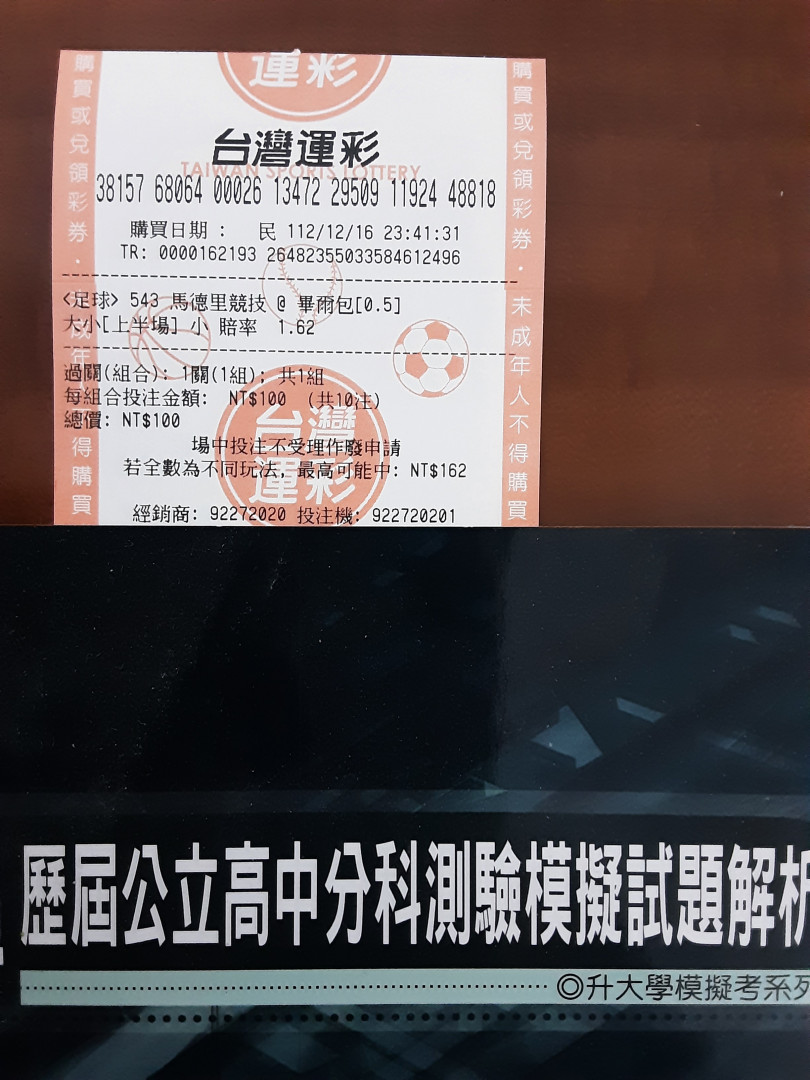 運彩
台灣運彩
TAIWAN SPORTS LOTTERY
38157 68064 00026 13472 29509 11924 48818
購買日期： 民 112/12/16 23:41:31
TR: 0000162193 26482355033584612496
<足球> 543 馬德里競技 @ 畢爾包[0.5]
大小[上半場] 小 賠率 1.62
過關(組合): 1關(1組); 共1組
每組合投注金額: NT$100 (共10注)
總價: NT$100
場中投注不受理作廢申請
若全數為不同玩法, 最高可能中: NT$162
台灣
運彩
經銷商: 92272020 投注機: 922720201
購買或兌領彩券．未成年人不得購買
購買或兌領彩券．未成年人不得購買
歷屆公立高中分科測驗模擬試題解析
◎升大學模擬考系列